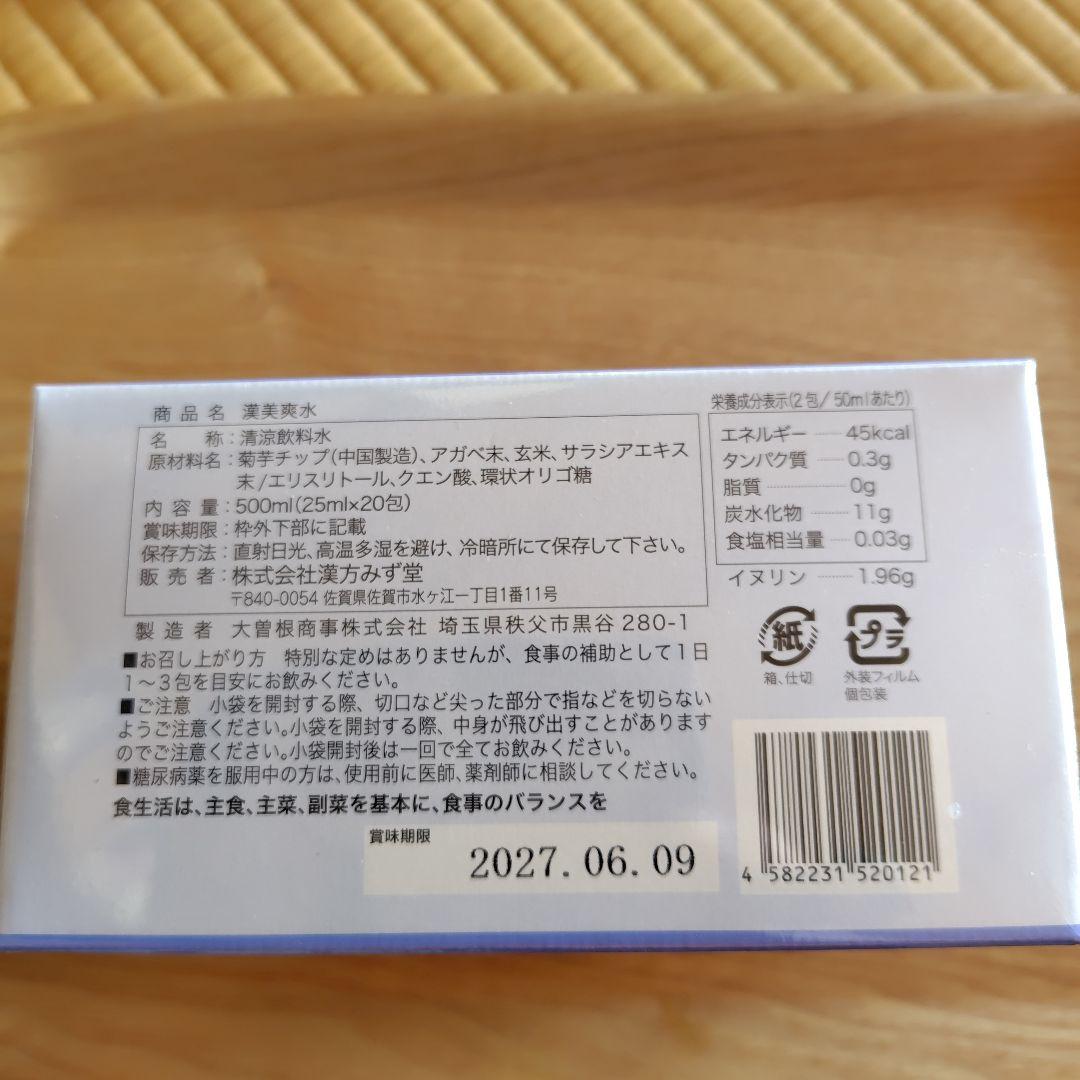 商品名 漢美爽水
名称：清涼飲料水
原材料名：菊芋チップ(中国製造)、アガベ末、玄米、サラシアエキス
末/エリスリトール、クエン酸、環状オリゴ糖
内容量：500ml(25ml×20包)
賞味期限：枠外下部に記載
保存方法：直射日光、高温多湿を避け、冷暗所にて保存して下さい。
販売者：株式会社漢方みず堂
〒840-0054 佐賀県佐賀市水ヶ江一丁目1番11号
製造者 大曽根商事株式会社 埼玉県秩父市黒谷280-1
■お召し上がり方 特別な定めはありませんが、食事の補助として1日
1〜3包を目安にお飲みください。
■ご注意 小袋を開封する際、切口など尖った部分で指などを切らない
ようご注意ください。小袋を開封する際、中身が飛び出すことがあります
のでご注意ください。小袋開封後は一回で全てお飲みください。
■糖尿病薬を服用中の方は、使用前に医師、薬剤師に相談してください。
食生活は、主食、主菜、副菜を基本に、食事のバランスを
賞味期限
2027.06.09
栄養成分表示(2包/50mlあたり)
エネルギー 45kcal
タンパク質 0.3g
脂質 0g
炭水化物 11g
食塩相当量 0.03g
イヌリン 1.96g
紙
箱、仕切
プラ
外装フィルム
個包装
4 582231 520121